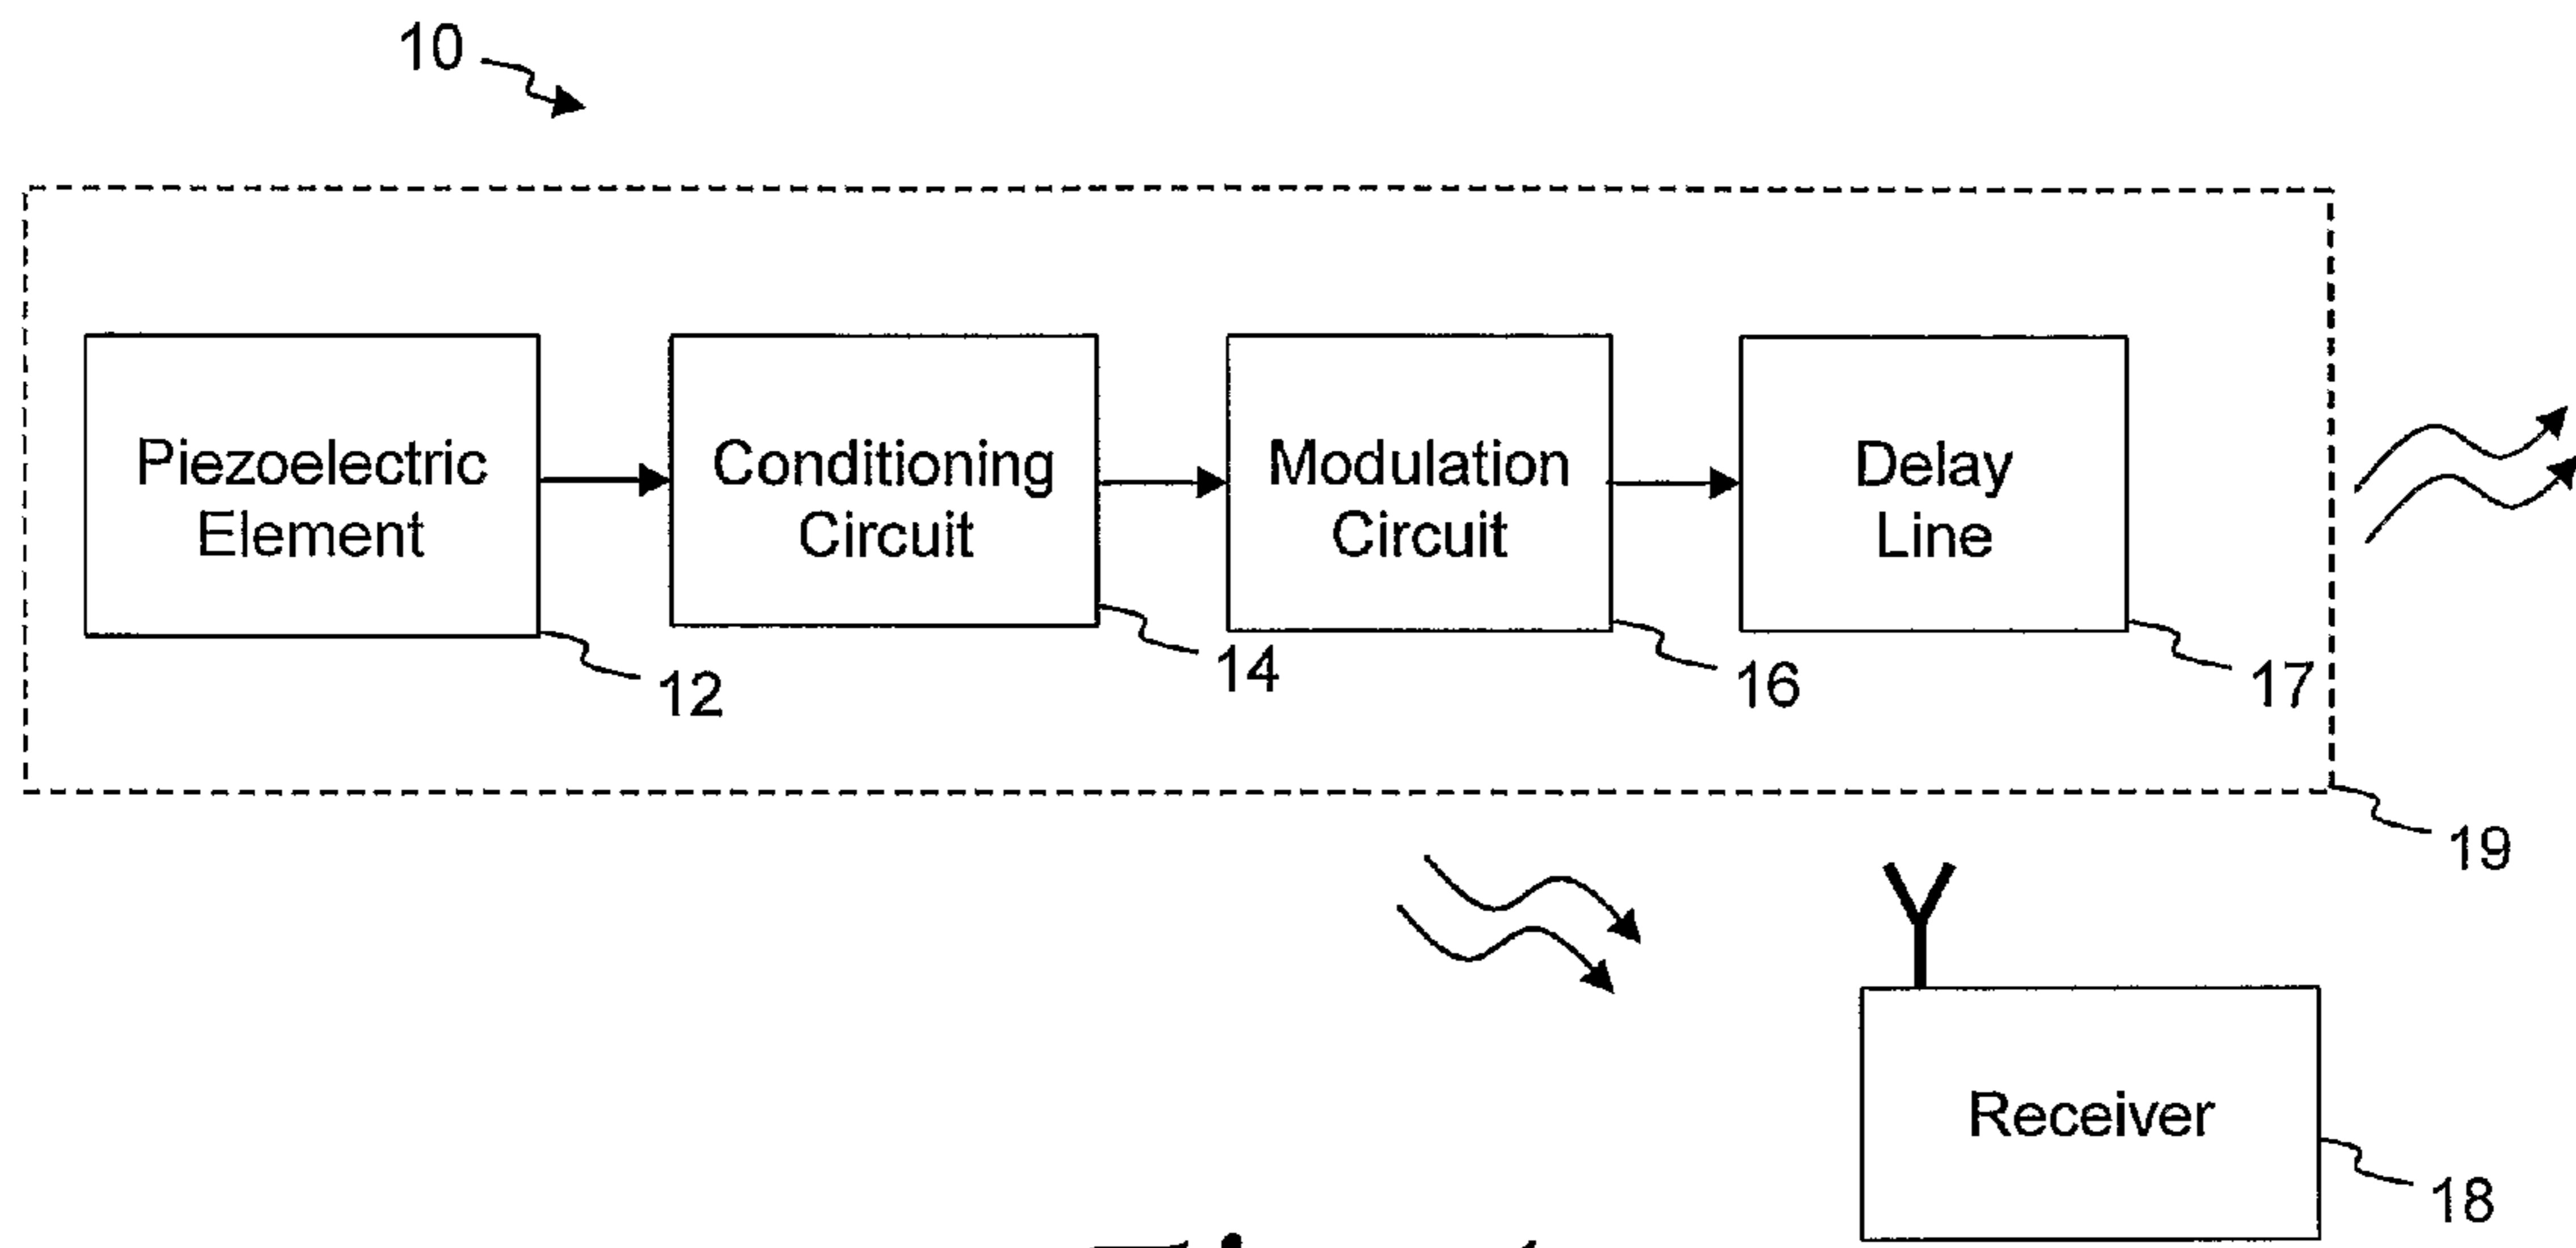 10
Piezoelectric
Element
Conditioning
Circuit
Modulation
Circuit
Delay
Line
12
14
16
17
19
Receiver
18